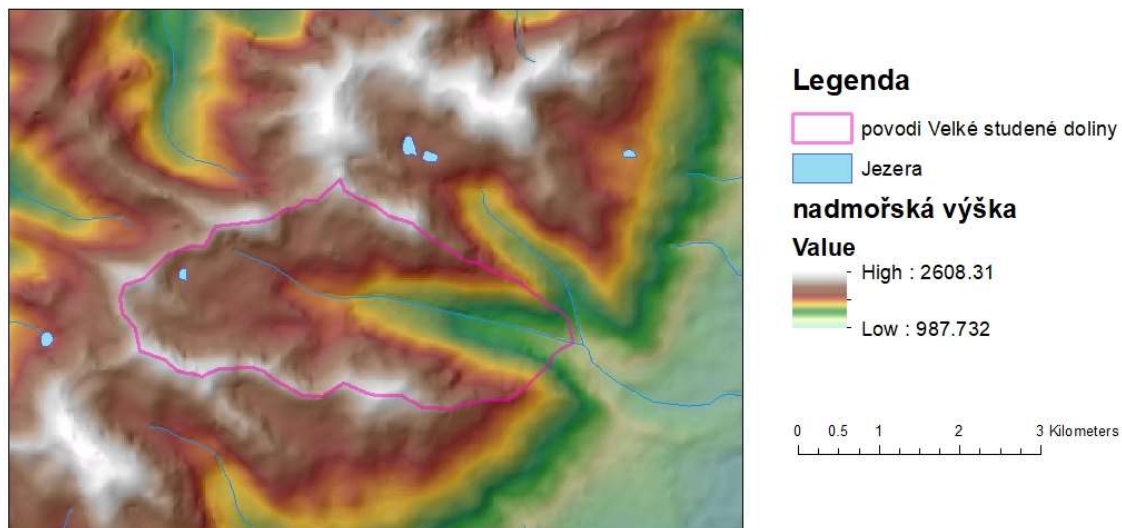 Legenda
povodi Velké studené doliny
Jezera
nadmořská výška
Value
High : 2608.31
Low : 987.732
0 0.5 1 2 3 Kilometers